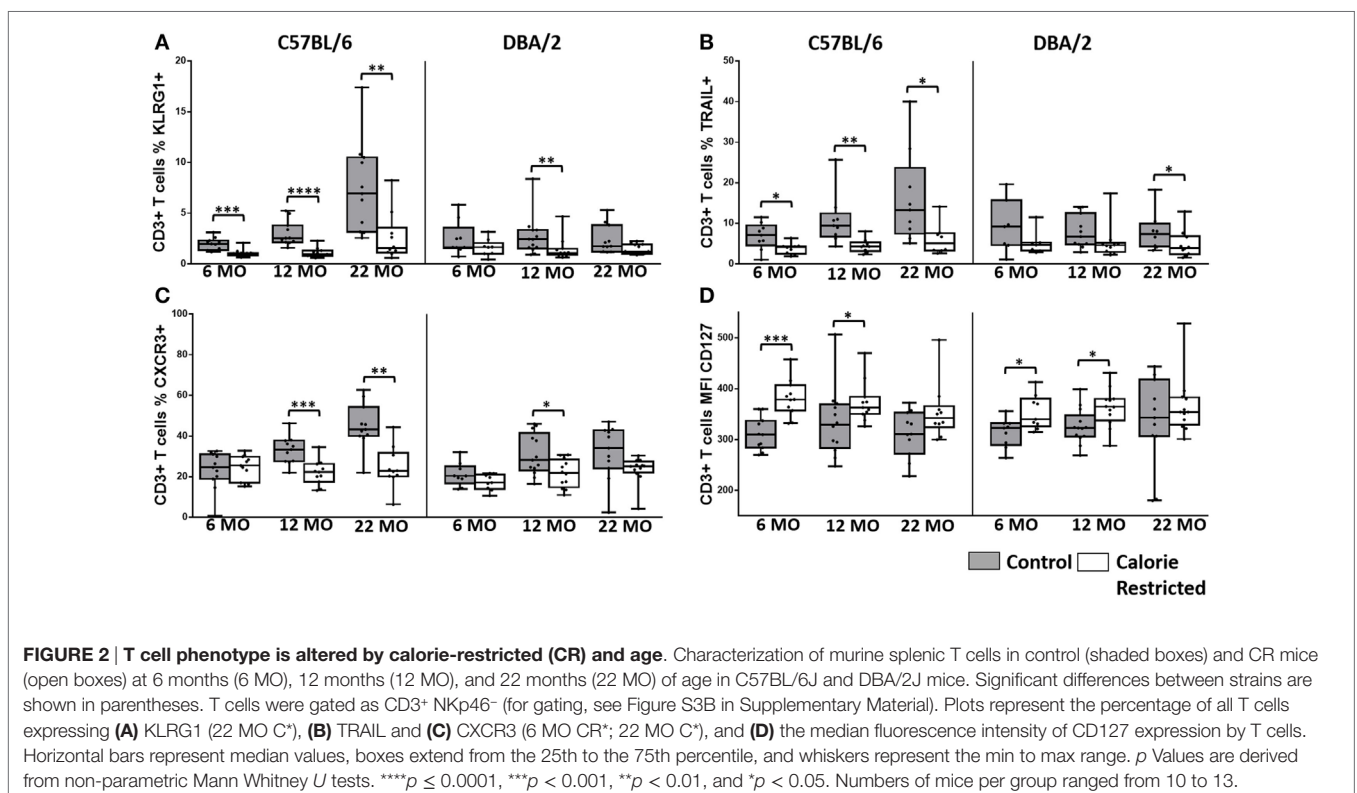 A
C57BL/6
DBA/2
CD3+ T cells % KLRG1+
20
15
10
5
0
***
****
**
**
6 MO
12 MO
22 MO
6 MO
12 MO
22 MO
B
C57BL/6
DBA/2
CD3+ T cells % TRAIL+
50
40
30
20
10
0
*
**
*
*
6 MO
12 MO
22 MO
6 MO
12 MO
22 MO
C
CD3+ T cells % CXCR3+
100
80
60
40
20
0
***
**
*
6 MO
12 MO
22 MO
6 MO
12 MO
22 MO
D
CD3+ T cells MFI CD127
500
400
300
200
***
*
*
*
6 MO
12 MO
22 MO
6 MO
12 MO
22 MO
Control
Calorie
Restricted
FIGURE 2 | T cell phenotype is altered by calorie-restricted (CR) and age. Characterization of murine splenic T cells in control (shaded boxes) and CR mice
(open boxes) at 6 months (6 MO), 12 months (12 MO), and 22 months (22 MO) of age in C57BL/6J and DBA/2J mice. Significant differences between strains are
shown in parentheses. T cells were gated as CD3⁺ NKp46⁻ (for gating, see Figure S3B in Supplementary Material). Plots represent the percentage of all T cells
expressing (A) KLRG1 (22 MO C*), (B) TRAIL and (C) CXCR3 (6 MO CR*; 22 MO C*), and (D) the median fluorescence intensity of CD127 expression by T cells.
Horizontal bars represent median values, boxes extend from the 25th to the 75th percentile, and whiskers represent the min to max range. p Values are derived
from non-parametric Mann Whitney U tests. ****p ≤ 0.0001, ***p < 0.001, **p < 0.01, and *p < 0.05. Numbers of mice per group ranged from 10 to 13.